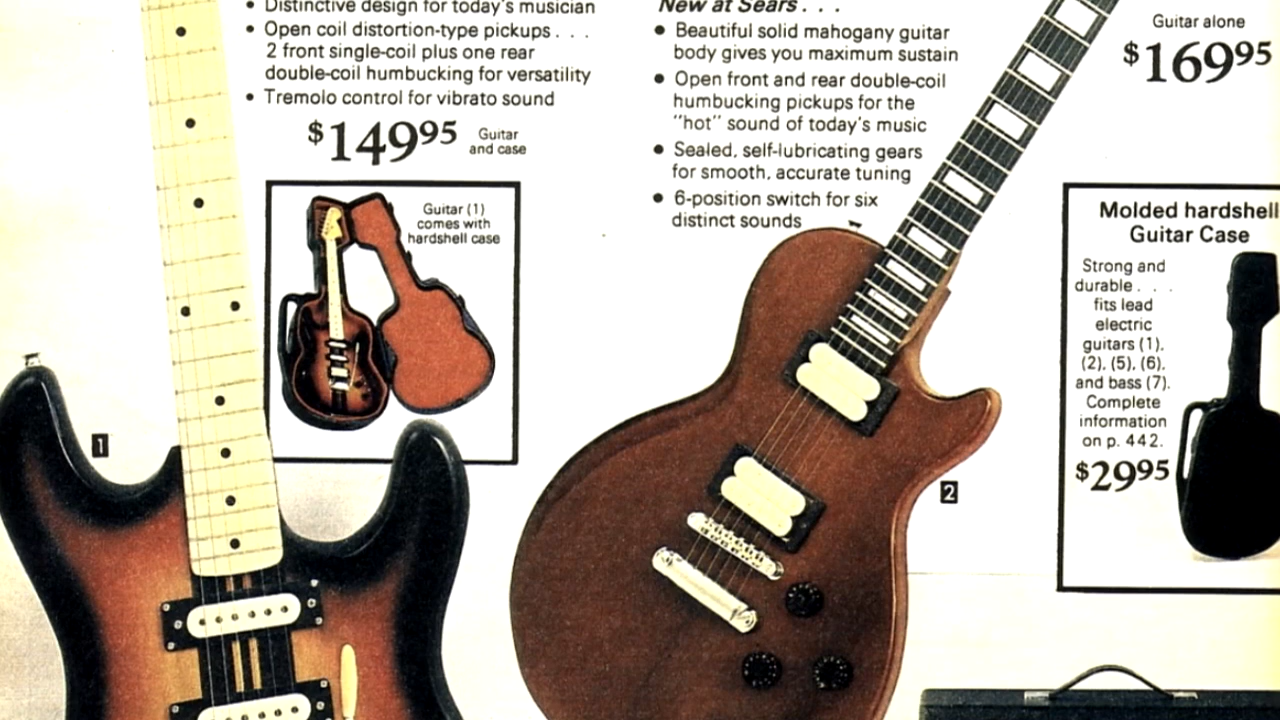 • Distinctive design for today's musician
• Open coil distortion-type pickups . . .
2 front single-coil plus one rear
double-coil humbucking for versatility
• Tremolo control for vibrato sound
$14995 Guitar
and case
Guitar (1)
comes with
hardshell case
1
New at Sears . . .
• Beautiful solid mahogany guitar
body gives you maximum sustain
• Open front and rear double-coil
humbucking pickups for the
"hot" sound of today's music
• Sealed, self-lubricating gears
for smooth, accurate tuning
• 6-position switch for six
distinct sounds
2
Guitar alone
$16995
Molded hardshell
Guitar Case
Strong and
durable . . .
fits lead
electric
guitars (1),
(2), (5), (6),
and bass (7).
Complete
information
on p. 442.
$2995